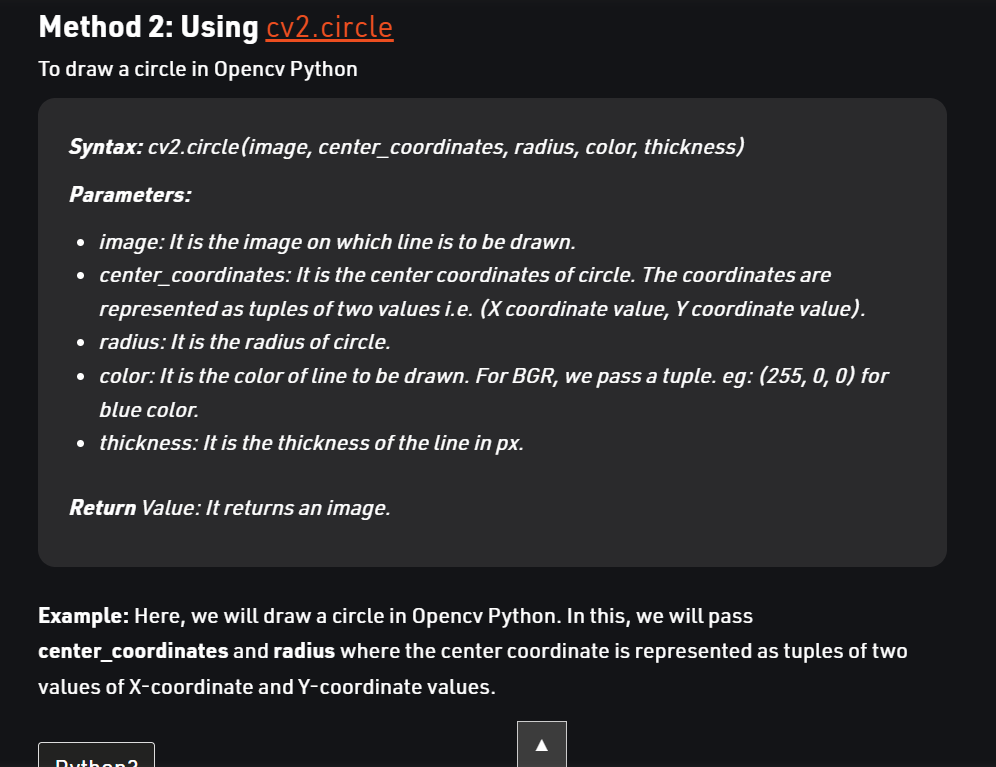 Method 2: Using cv2.circle
To draw a circle in Opencv Python
Syntax: cv2.circle(image, center_coordinates, radius, color, thickness)
Parameters:
• image: It is the image on which line is to be drawn.
• center_coordinates: It is the center coordinates of circle. The coordinates are
represented as tuples of two values i.e. (X coordinate value, Y coordinate value).
• radius: It is the radius of circle.
• color: It is the color of line to be drawn. For BGR, we pass a tuple. eg: (255, 0, 0) for
blue color.
• thickness: It is the thickness of the line in px.
Return Value: It returns an image.
Example: Here, we will draw a circle in Opencv Python. In this, we will pass
center_coordinates and radius where the center coordinate is represented as tuples of two
values of X-coordinate and Y-coordinate values.
Python3